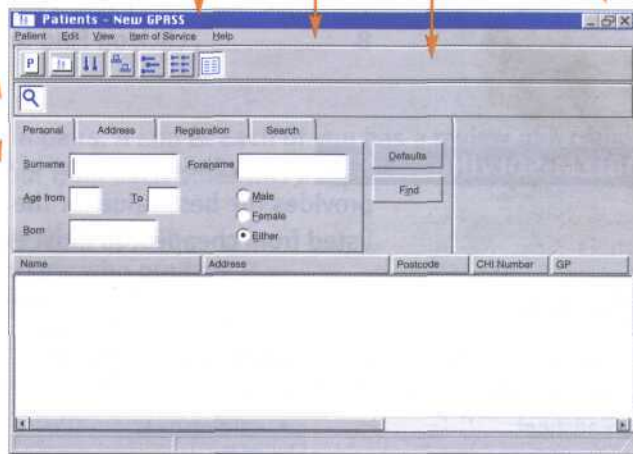 Patients - New GPASS
Patient Edit View Item of Service Help
P
Personal Address Registration Search
Surname Forename Defaults
Age from To Male Find
Female
Born Either
Name Address Postcode CHI Number GP